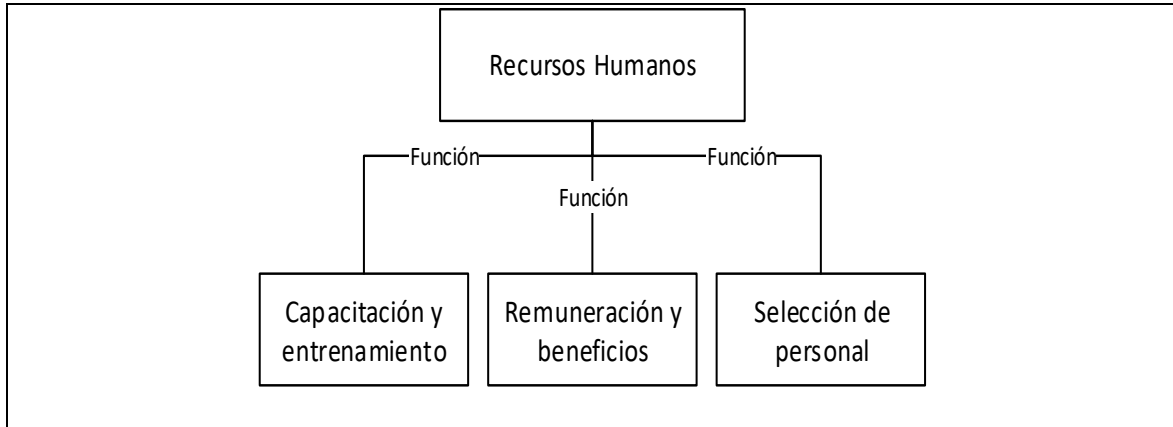 Recursos Humanos
Función
Función
Función
Capacitación y
entrenamiento
Remuneración y
beneficios
Selección de
personal